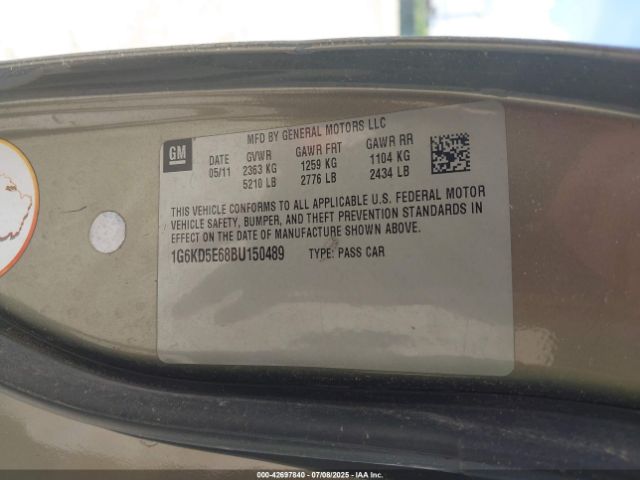 MFD BY GENERAL MOTORS LLC
GM
DATE GVWR GAWR FRT GAWR RR
05/11 2363 KG 1259 KG 1104 KG
5210 LB 2776 LB 2434 LB
THIS VEHICLE CONFORMS TO ALL APPLICABLE U.S. FEDERAL MOTOR
VEHICLE SAFETY, BUMPER, AND THEFT PREVENTION STANDARDS IN
EFFECT ON THE DATE OF MANUFACTURE SHOWN ABOVE.
1G6KD5E68BU150489 TYPE: PASS CAR
000-42697840 - 07/08/2025 - IAAI, Inc.